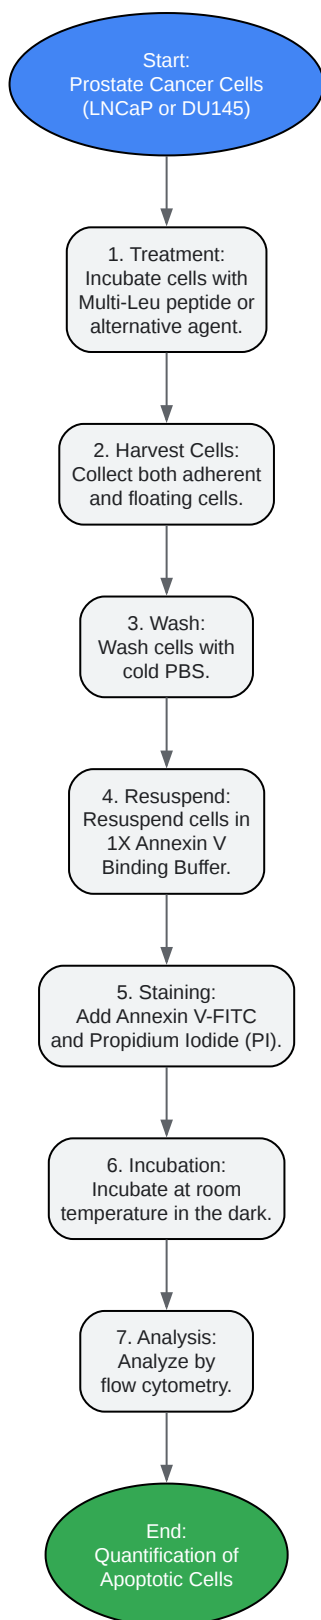 Start:
Prostate Cancer Cells
(LNCaP or DU145)
1. Treatment:
Incubate cells with
Multi-Leu peptide or
alternative agent.
2. Harvest Cells:
Collect both adherent
and floating cells.
3. Wash:
Wash cells with
cold PBS.
4. Resuspend:
Resuspend cells in
1X Annexin V
Binding Buffer.
5. Staining:
Add Annexin V-FITC
and Propidium Iodide (PI).
6. Incubation:
Incubate at room
temperature in the dark.
7. Analysis:
Analyze by
flow cytometry.
End:
Quantification of
Apoptotic Cells